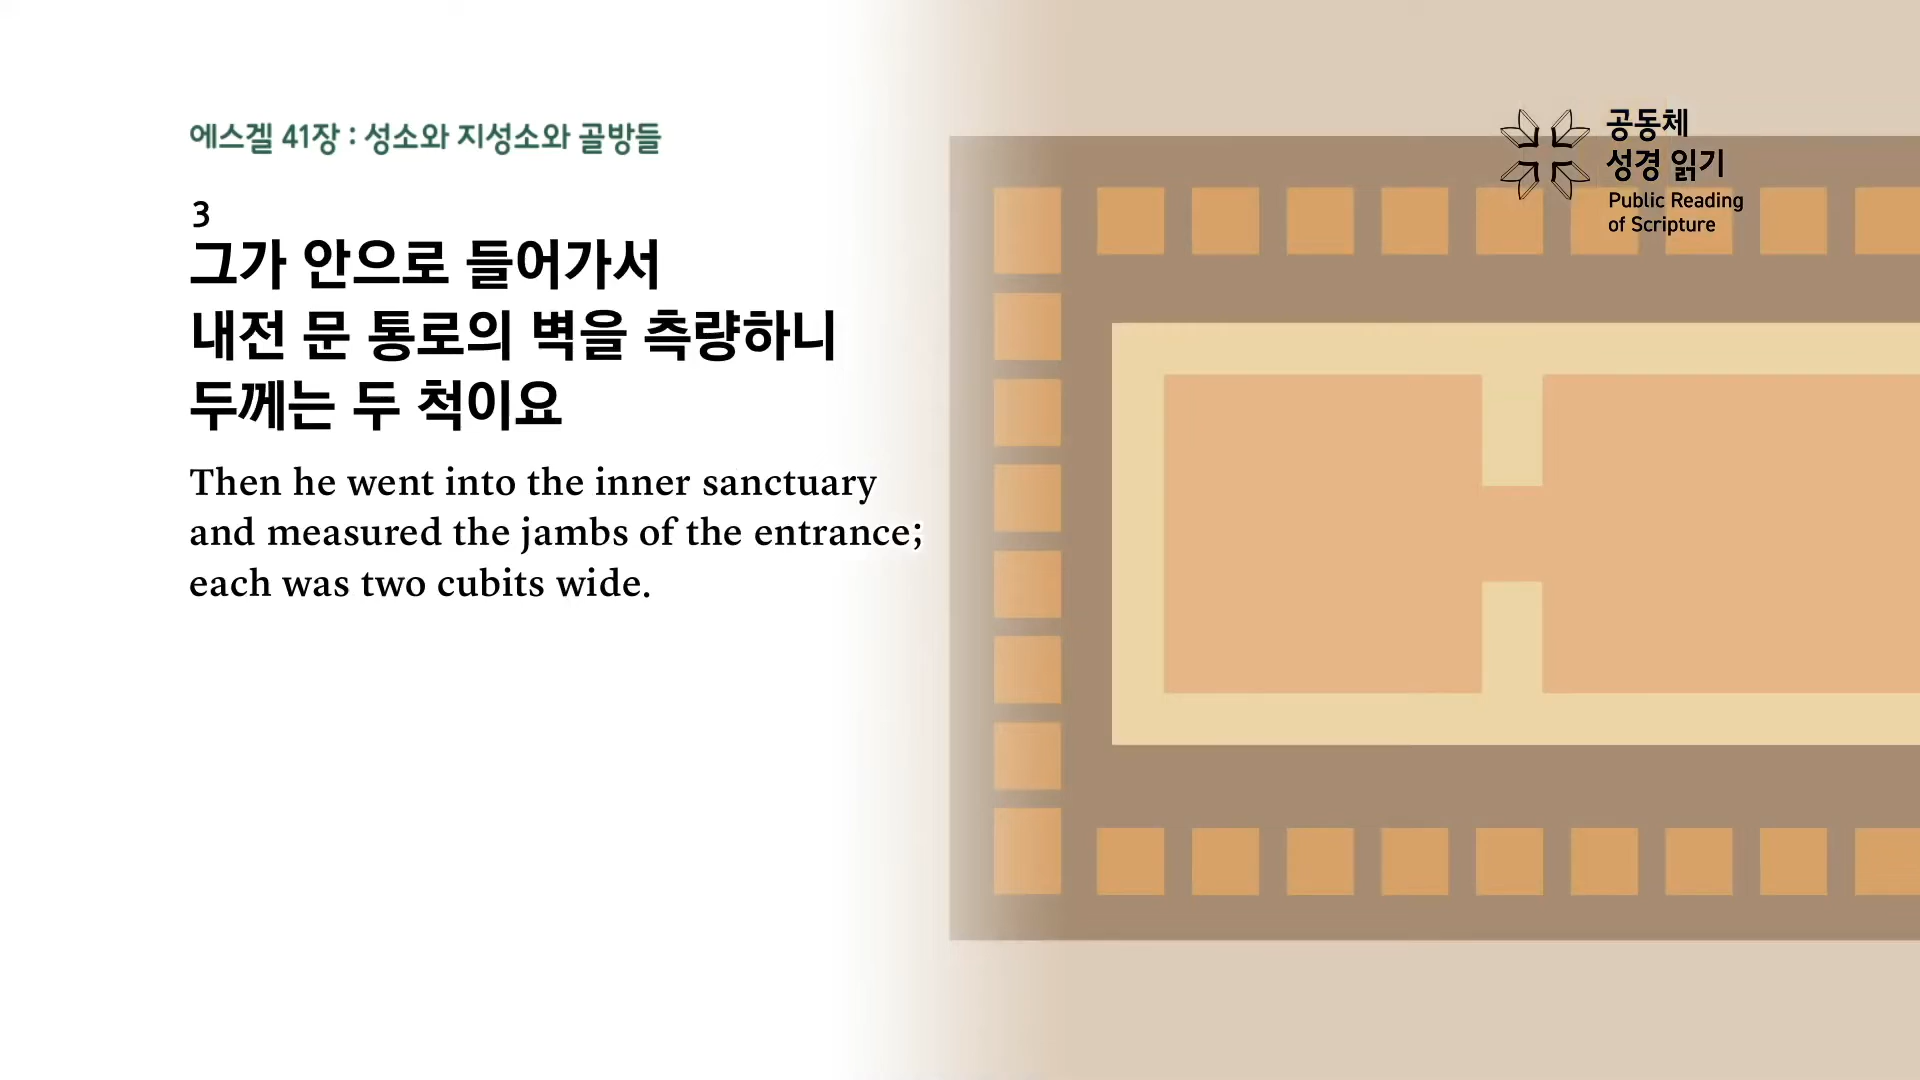 에스겔 41장 : 성소와 지성소와 골방들
3
그가 안으로 들어가서
내전 문 통로의 벽을 측량하니
두께는 두 척이요
Then he went into the inner sanctuary
and measured the jambs of the entrance;
each was two cubits wide.
공동체
성경 읽기
Public Reading
of Scripture